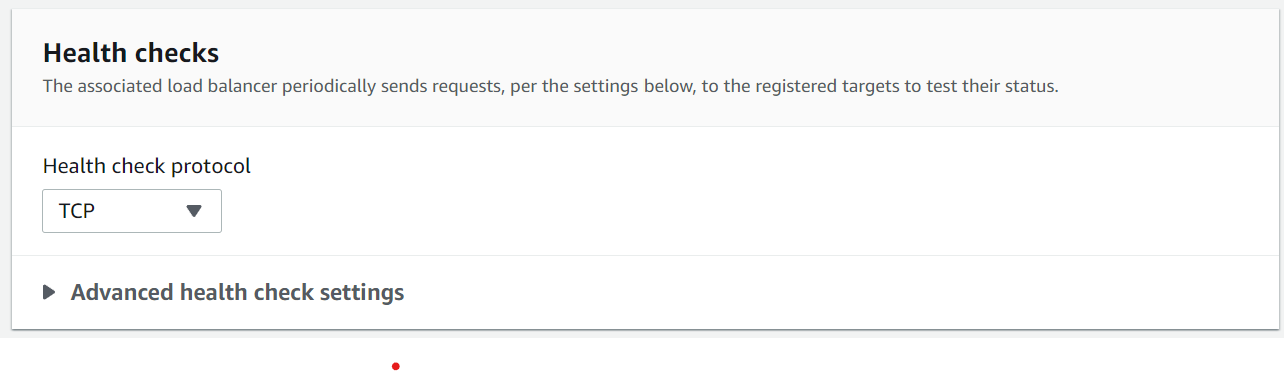 Health checks
The associated load balancer periodically sends requests, per the settings below, to the registered targets to test their status.
Health check protocol
TCP
Advanced health check settings